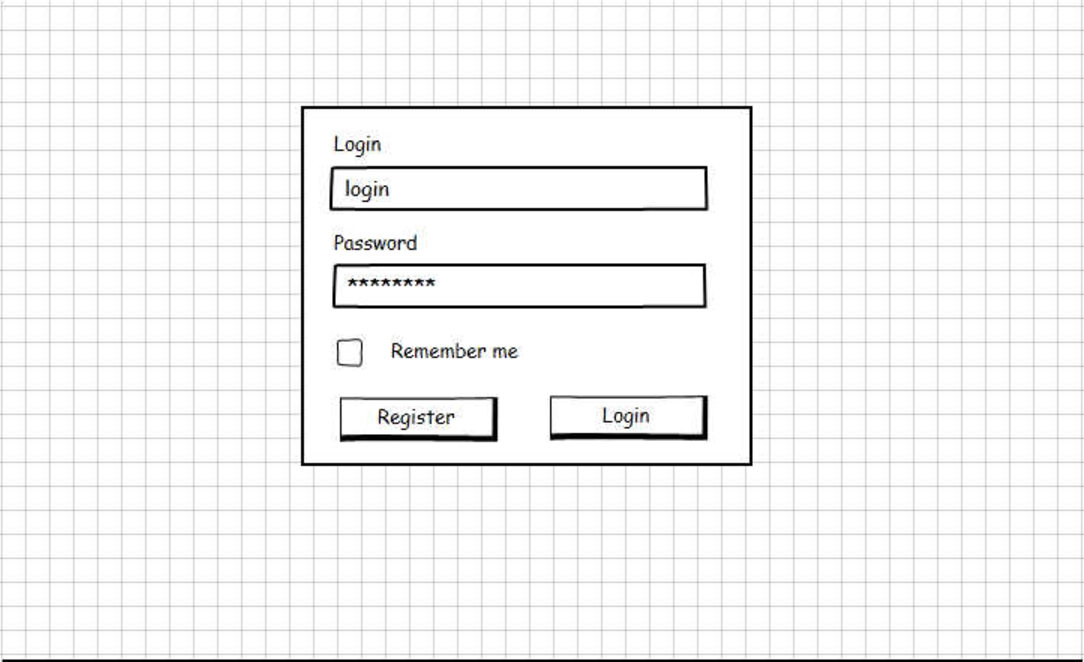 Login
login
Password
********
Remember me
Register
Login